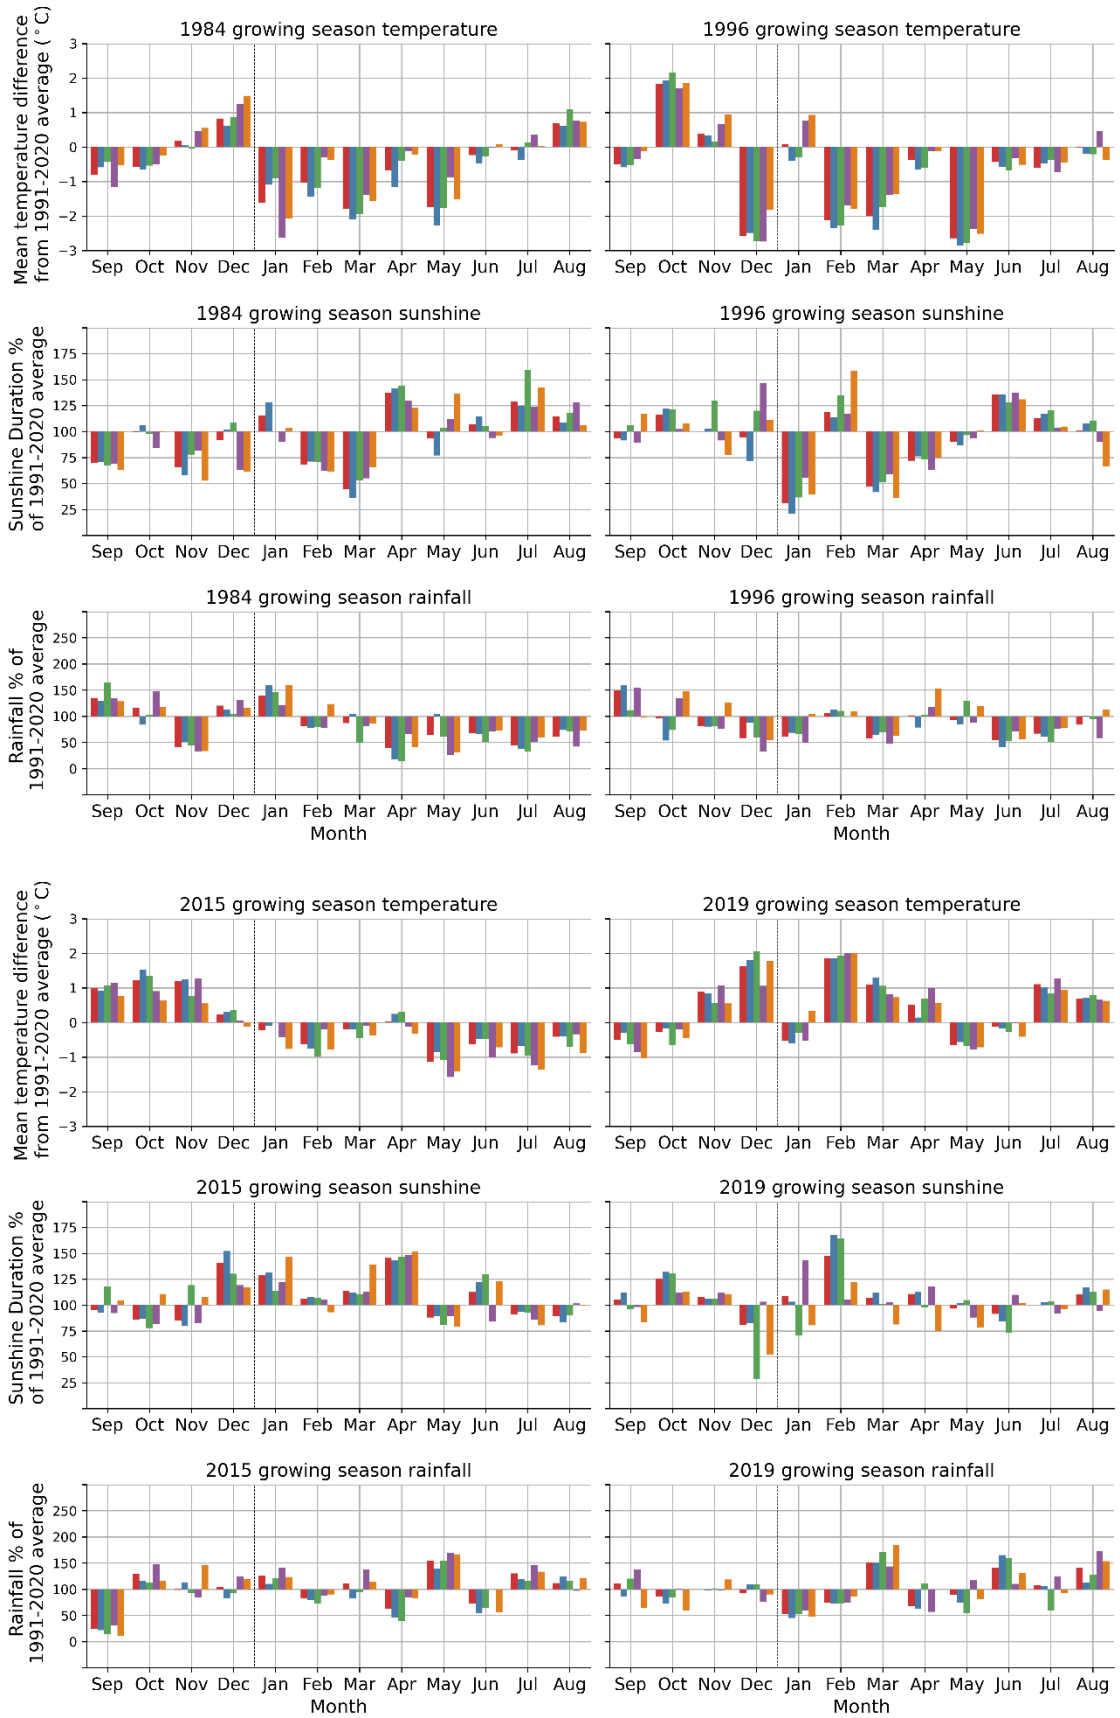 1984 growing season temperature
1996 growing season temperature
Mean temperature difference
from 1991-2020 average (°C)
3
2
1
0
−1
−2
−3
Sep Oct Nov Dec Jan Feb Mar Apr May Jun Jul Aug
Sep Oct Nov Dec Jan Feb Mar Apr May Jun Jul Aug
1984 growing season sunshine
1996 growing season sunshine
Sunshine Duration %
of 1991-2020 average
175
150
125
100
75
50
25
Sep Oct Nov Dec Jan Feb Mar Apr May Jun Jul Aug
Sep Oct Nov Dec Jan Feb Mar Apr May Jun Jul Aug
1984 growing season rainfall
1996 growing season rainfall
Rainfall % of
1991-2020 average
250
200
150
100
50
0
Sep Oct Nov Dec Jan Feb Mar Apr May Jun Jul Aug
Sep Oct Nov Dec Jan Feb Mar Apr May Jun Jul Aug
Month
Month
2015 growing season temperature
2019 growing season temperature
Mean temperature difference
from 1991-2020 average (°C)
3
2
1
0
−1
−2
−3
Sep Oct Nov Dec Jan Feb Mar Apr May Jun Jul Aug
Sep Oct Nov Dec Jan Feb Mar Apr May Jun Jul Aug
2015 growing season sunshine
2019 growing season sunshine
Sunshine Duration %
of 1991-2020 average
175
150
125
100
75
50
25
Sep Oct Nov Dec Jan Feb Mar Apr May Jun Jul Aug
Sep Oct Nov Dec Jan Feb Mar Apr May Jun Jul Aug
2015 growing season rainfall
2019 growing season rainfall
Rainfall % of
1991-2020 average
250
200
150
100
50
0
Sep Oct Nov Dec Jan Feb Mar Apr May Jun Jul Aug
Sep Oct Nov Dec Jan Feb Mar Apr May Jun Jul Aug
Month
Month